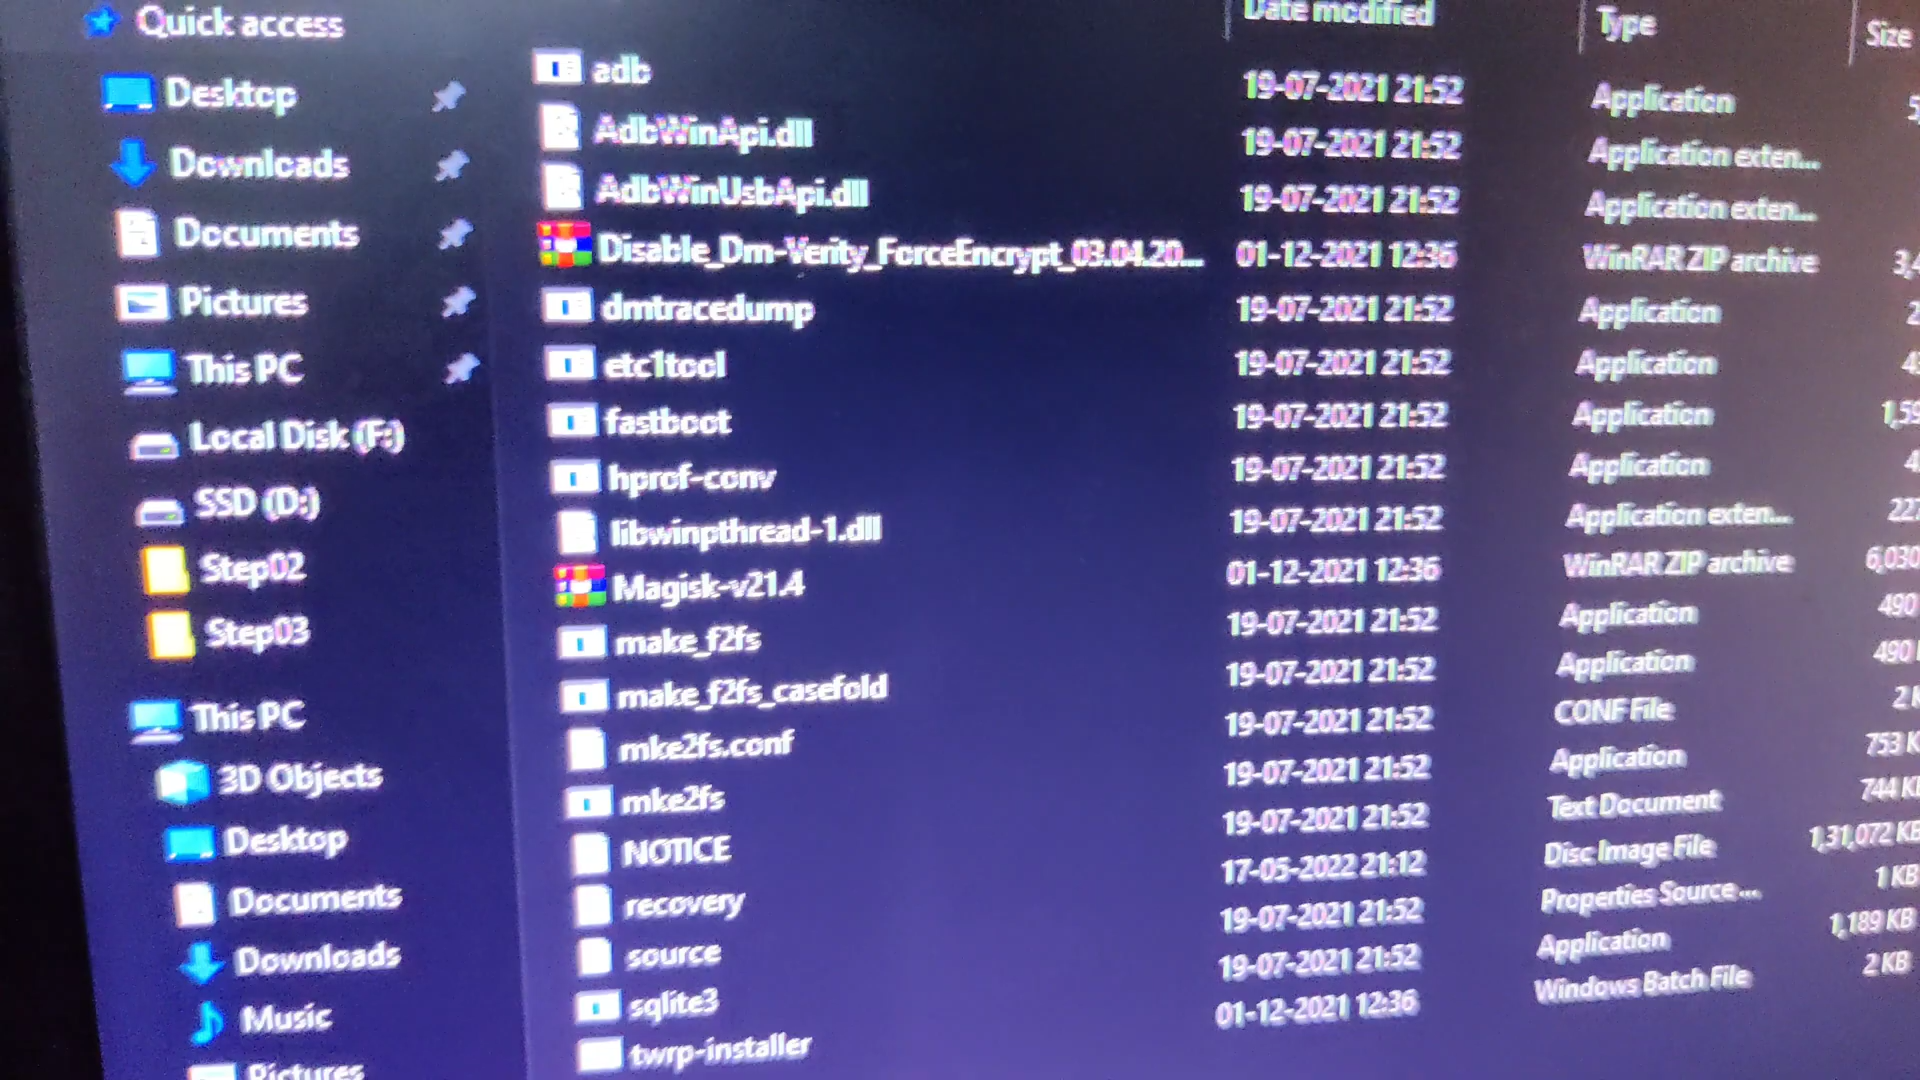 Quick access
Desktop
Downloads
Documents
Pictures
This PC
Local Disk (F:)
SSD (D:)
Step02
Step03
This PC
3D Objects
Desktop
Documents
Downloads
Music
Pictures
Date modified Type Size
adb 19-07-2021 21:52 Application
AdbWinApi.dll 19-07-2021 21:52 Application exten...
AdbWinUsbApi.dll 19-07-2021 21:52 Application exten...
Disable_Dm-Verity_ForceEncrypt_03.04.20... 01-12-2021 12:36 WinRAR ZIP archive 3,4
dmtracedump 19-07-2021 21:52 Application 2
etc1tool 19-07-2021 21:52 Application
fastboot 19-07-2021 21:52 Application 1,59
hprof-conv 19-07-2021 21:52 Application 4
libwinpthread-1.dll 19-07-2021 21:52 Application exten... 227
Magisk-v21.4 01-12-2021 12:36 WinRAR ZIP archive 6,030
make_f2fs 19-07-2021 21:52 Application 490
make_f2fs_casefold 19-07-2021 21:52 Application 490
mke2fs.conf 19-07-2021 21:52 CONF File 2 K
mke2fs 19-07-2021 21:52 Application 753 K
NOTICE 19-07-2021 21:52 Text Document 744 KB
recovery 17-05-2022 21:12 Disc Image File 1,31,072 KB
source 19-07-2021 21:52 Properties Source ... 1 KB
sqlite3 19-07-2021 21:52 Application 1,189 KB
twrp-installer 01-12-2021 12:36 Windows Batch File 2 KB